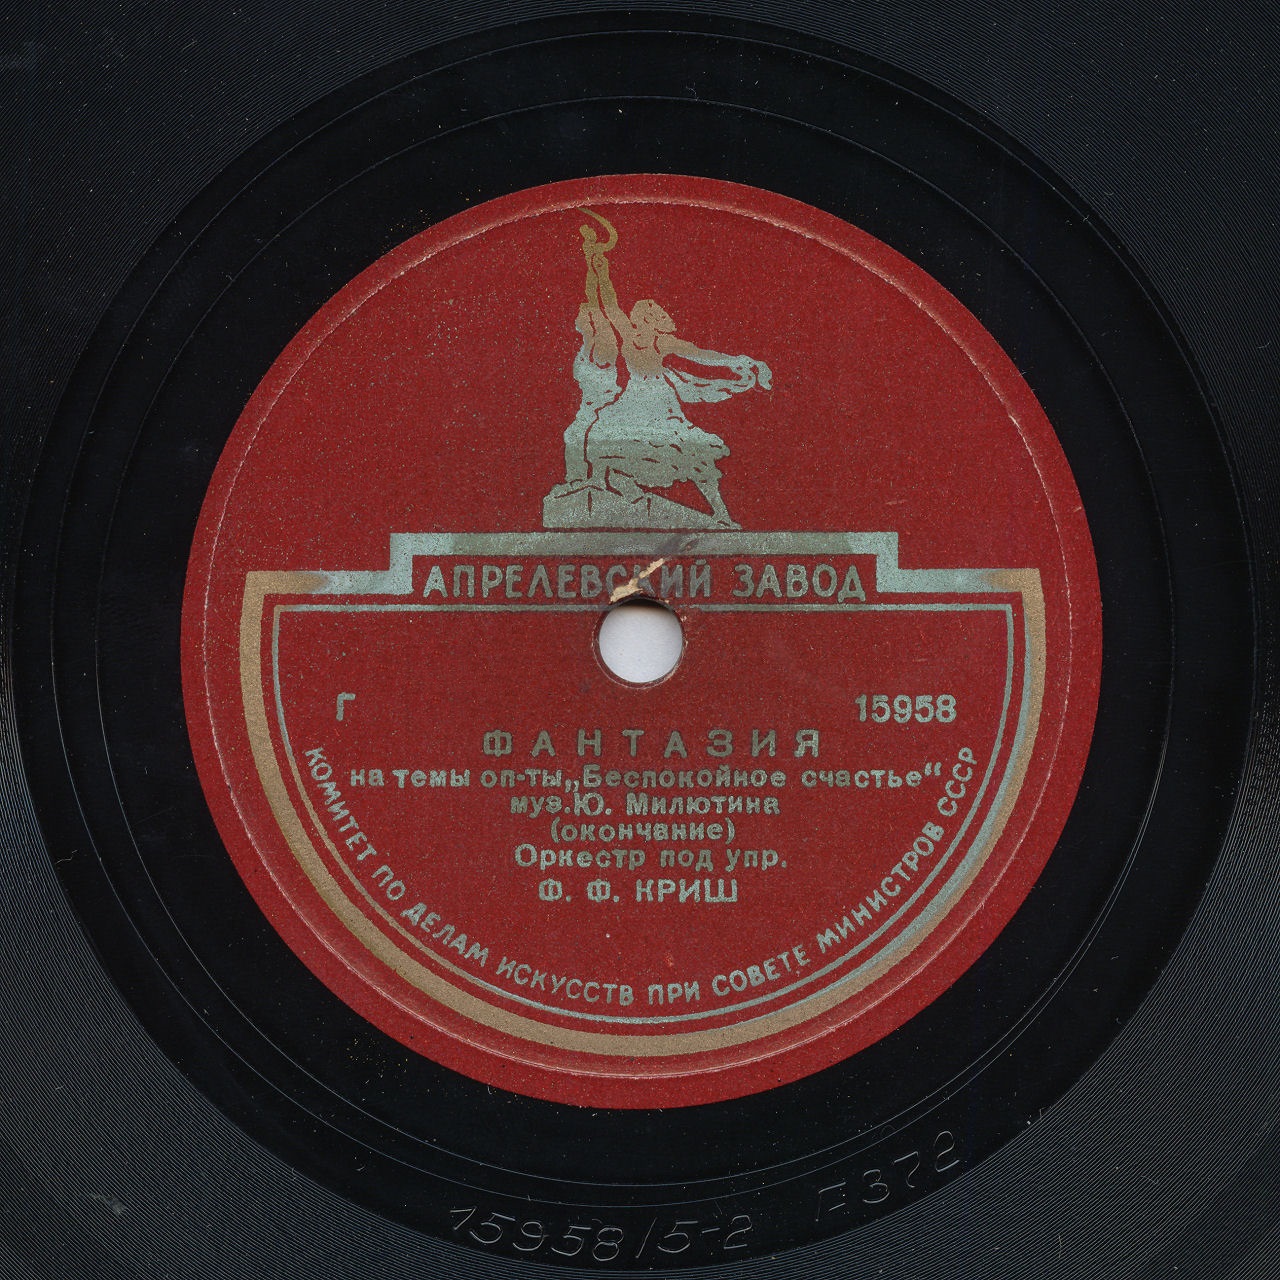 АПРЕЛЕВСКИЙ ЗАВОД
Г 15958
ФАНТАЗИЯ
на темы оп-ты „Беспокойное счастье“
муз. Ю. Милютина
(окончание)
Оркестр под упр.
Ф. Ф. КРИШ
КОМИТЕТ ПО ДЕЛАМ ИСКУССТВ ПРИ СОВЕТЕ МИНИСТРОВ СССР
15958/5-2 Г372